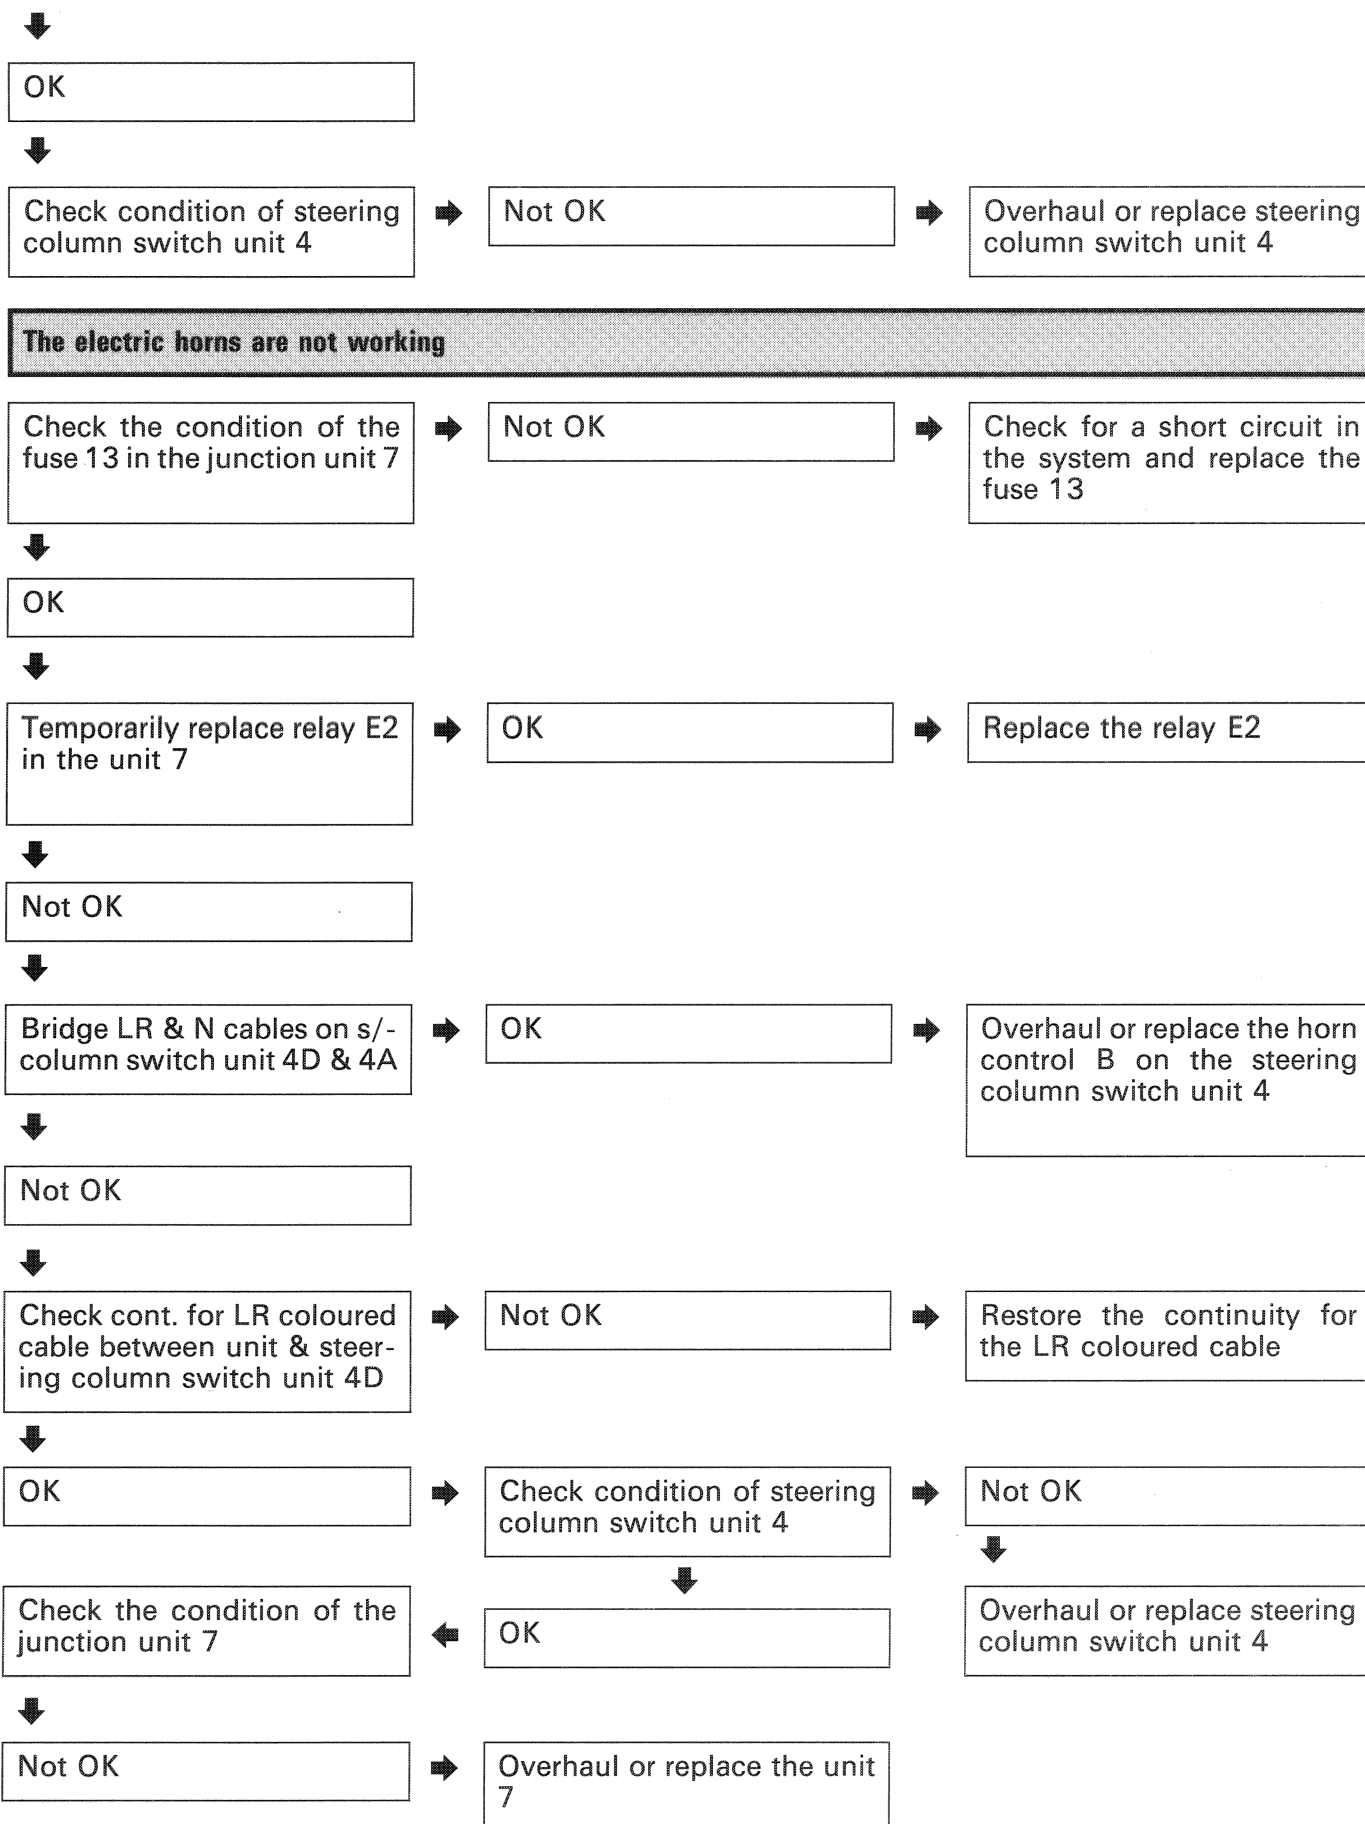 OK
Check condition of steering
column switch unit 4
Not OK
Overhaul or replace steering
column switch unit 4
The electric horns are not working
Check the condition of the
fuse 13 in the junction unit 7
Not OK
Check for a short circuit in
the system and replace the
fuse 13
OK
Temporarily replace relay E2
in the unit 7
OK
Replace the relay E2
Not OK
Bridge LR & N cables on s/-
column switch unit 4D & 4A
OK
Overhaul or replace the horn
control B on the steering
column switch unit 4
Not OK
Check cont. for LR coloured
cable between unit & steer-
ing column switch unit 4D
Not OK
Restore the continuity for
the LR coloured cable
OK
Check condition of steering
column switch unit 4
Not OK
Check the condition of the
junction unit 7
OK
Overhaul or replace steering
column switch unit 4
Not OK
Overhaul or replace the unit
7